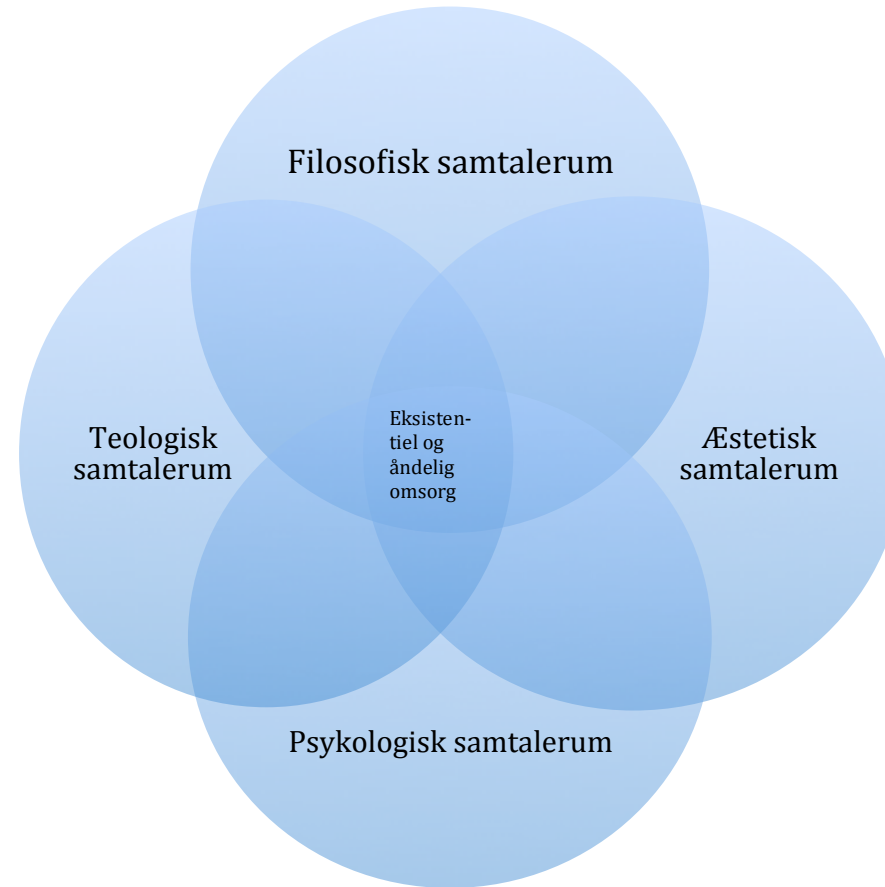 Filosofisk samtalerum
Teologisk
samtalerum
Eksisten-
tiel og
åndelig
omsorg
Æstetisk
samtalerum
Psykologisk samtalerum